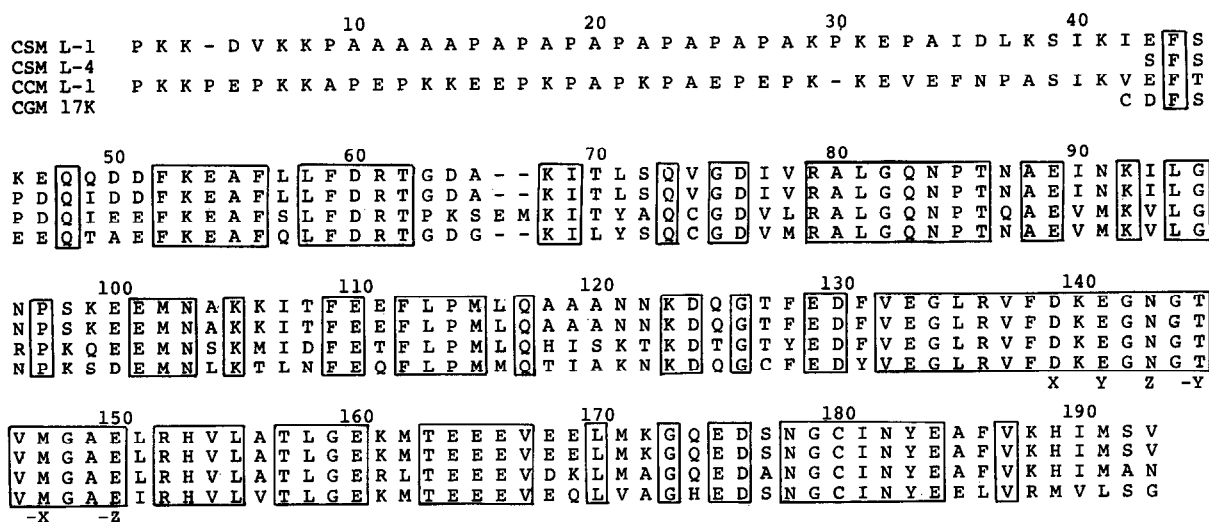 10 20 30 40
CSM L-1 P K K - D V K K P A A A A A P A P A P A P A P A P A P A K P K E P A I D L K S I K I E F S
CSM L-4 S F S
CCM L-1 P K K P E P K K A P E P K K E E P K P A P K P A E P E P K - K E V E F N P A S I K V E F T
CGM 17K C D F S
50 60 70 80 90
K E Q Q D D F K E A F L L F D R T G D A - - K I T L S Q V G D I V R A L G Q N P T N A E I N K I L G
P D Q I D D F K E A F L L F D R T G D A - - K I T L S Q V G D I V R A L G Q N P T N A E I N K I L G
P D Q I E E F K E A F S L F D R T P K S E M K I T Y A Q C G D V L R A L G Q N P T Q A E V M K V L G
E E Q T A E F K E A F Q L F D R T G D G - - K I L Y S Q C G D V M R A L G Q N P T N A E V M K V L G
100 110 120 130 140
N P S K E E M N A K K I T F E E F L P M L Q A A A N N K D Q G T F E D F V E G L R V F D K E G N G T
N P S K E E M N A K K I T F E E F L P M L Q A A A N N K D Q G T F E D F V E G L R V F D K E G N G T
R P K Q E E M N S K M I D F E T F L P M L Q H I S K T K D T G T Y E D F V E G L R V F D K E G N G T
N P K S D E M N L K T L N F E Q F L P M M Q T I A K N K D Q G C F E D Y V E G L R V F D K E G N G T
X Y Z -Y
150 160 170 180 190
V M G A E L R H V L A T L G E K M T E E E V E E L M K G Q E D S N G C I N Y E A F V K H I M S V
V M G A E L R H V L A T L G E K M T E E E V E E L M K G Q E D S N G C I N Y E A F V K H I M S V
V M G A E L R H V L A T L G E R L T E E E V D K L M A G Q E D A N G C I N Y E A F V K H I M A N
V M G A E I R H V L V T L G E K M T E E E V E Q L V A G H E D S N G C I N Y E E L V R M V L S G
-X -Z